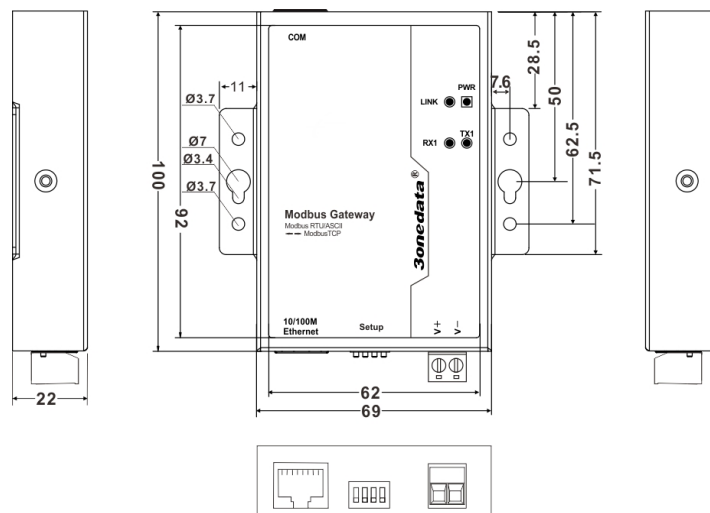 COM
PWR
LINK
TX1
RX1
Modbus Gateway
Modbus RTU/ASCII
ModbusTCP
3onedata®
10/100M
Ethernet
Setup
V+
V−
11
Ø3.7
Ø7
Ø3.4
Ø3.7
100
92
7.6
28.5
50
62.5
71.5
22
62
69